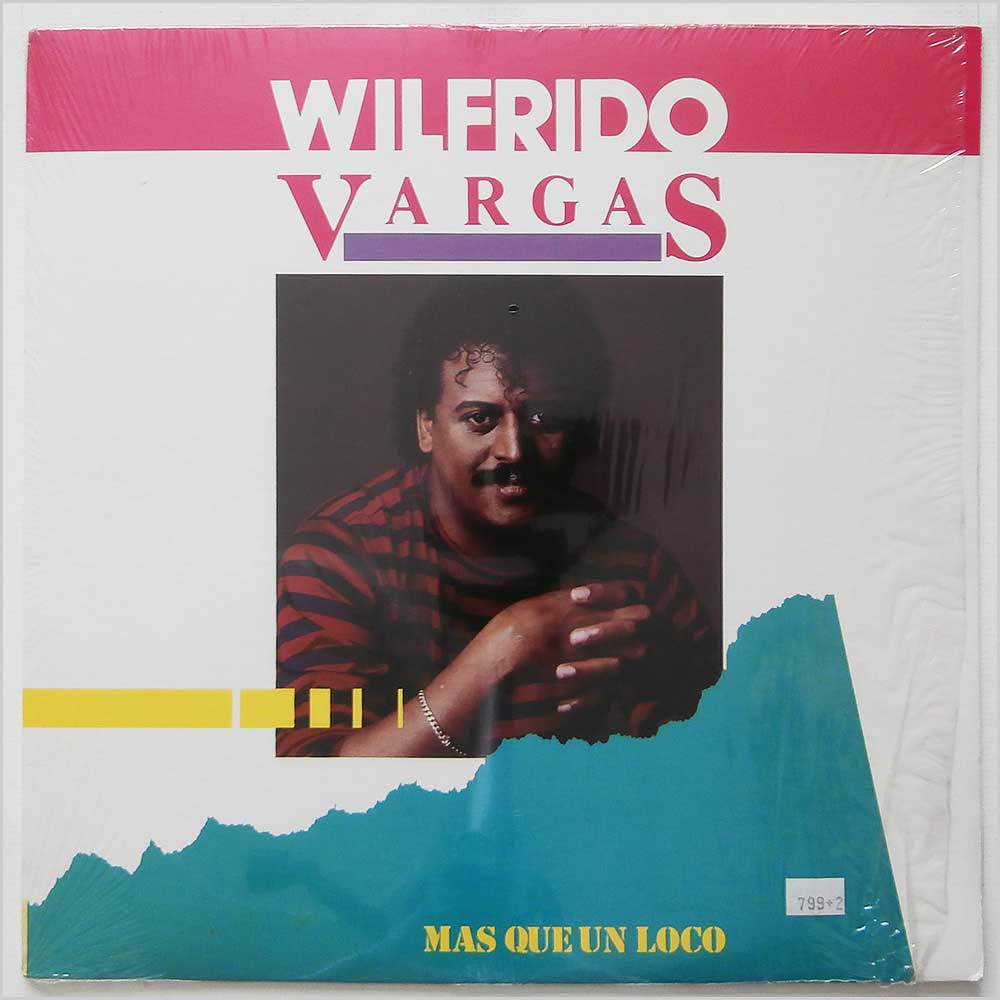 WILFRIDO
VARGAS
799+2
MAS QUE UN LOCO